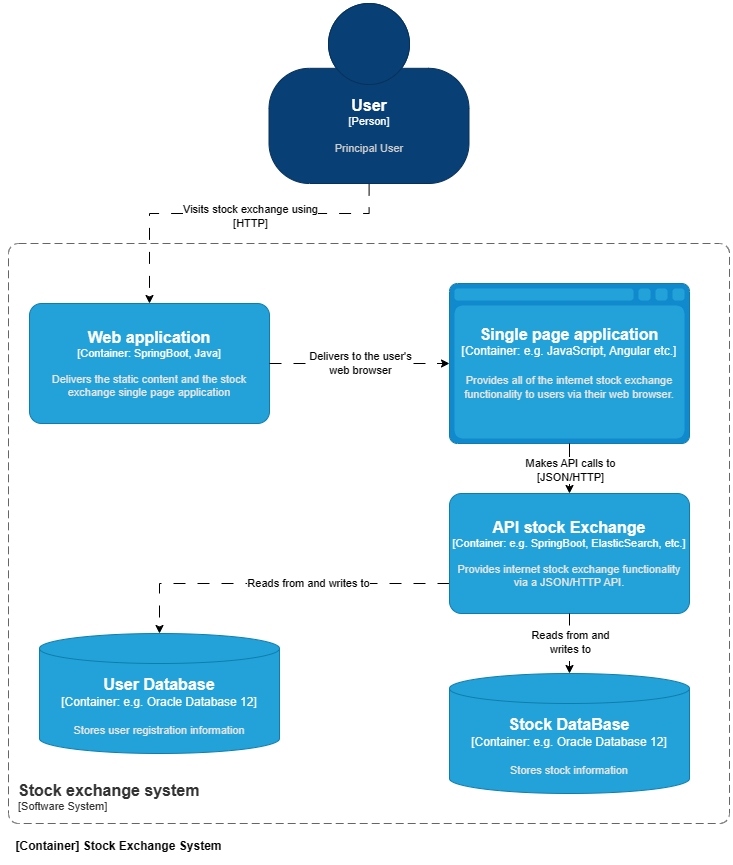 User
[Person]
Principal User
Visits stock exchange using
[HTTP]
Web application
[Container: SpringBoot, Java]
Delivers the static content and the stock
exchange single page application
Delivers to the user's
web browser
Single page application
[Container: e.g. JavaScript, Angular etc.]
Provides all of the internet stock exchange
functionality to users via their web browser.
Makes API calls to
[JSON/HTTP]
API stock Exchange
[Container: e.g. SpringBoot, ElasticSearch, etc.]
Provides internet stock exchange functionality
via a JSON/HTTP API.
Reads from and writes to
Reads from and
writes to
User Database
[Container: e.g. Oracle Database 12]
Stores user registration information
Stock DataBase
[Container: e.g. Oracle Database 12]
Stores stock information
Stock exchange system
[Software System]
[Container] Stock Exchange System